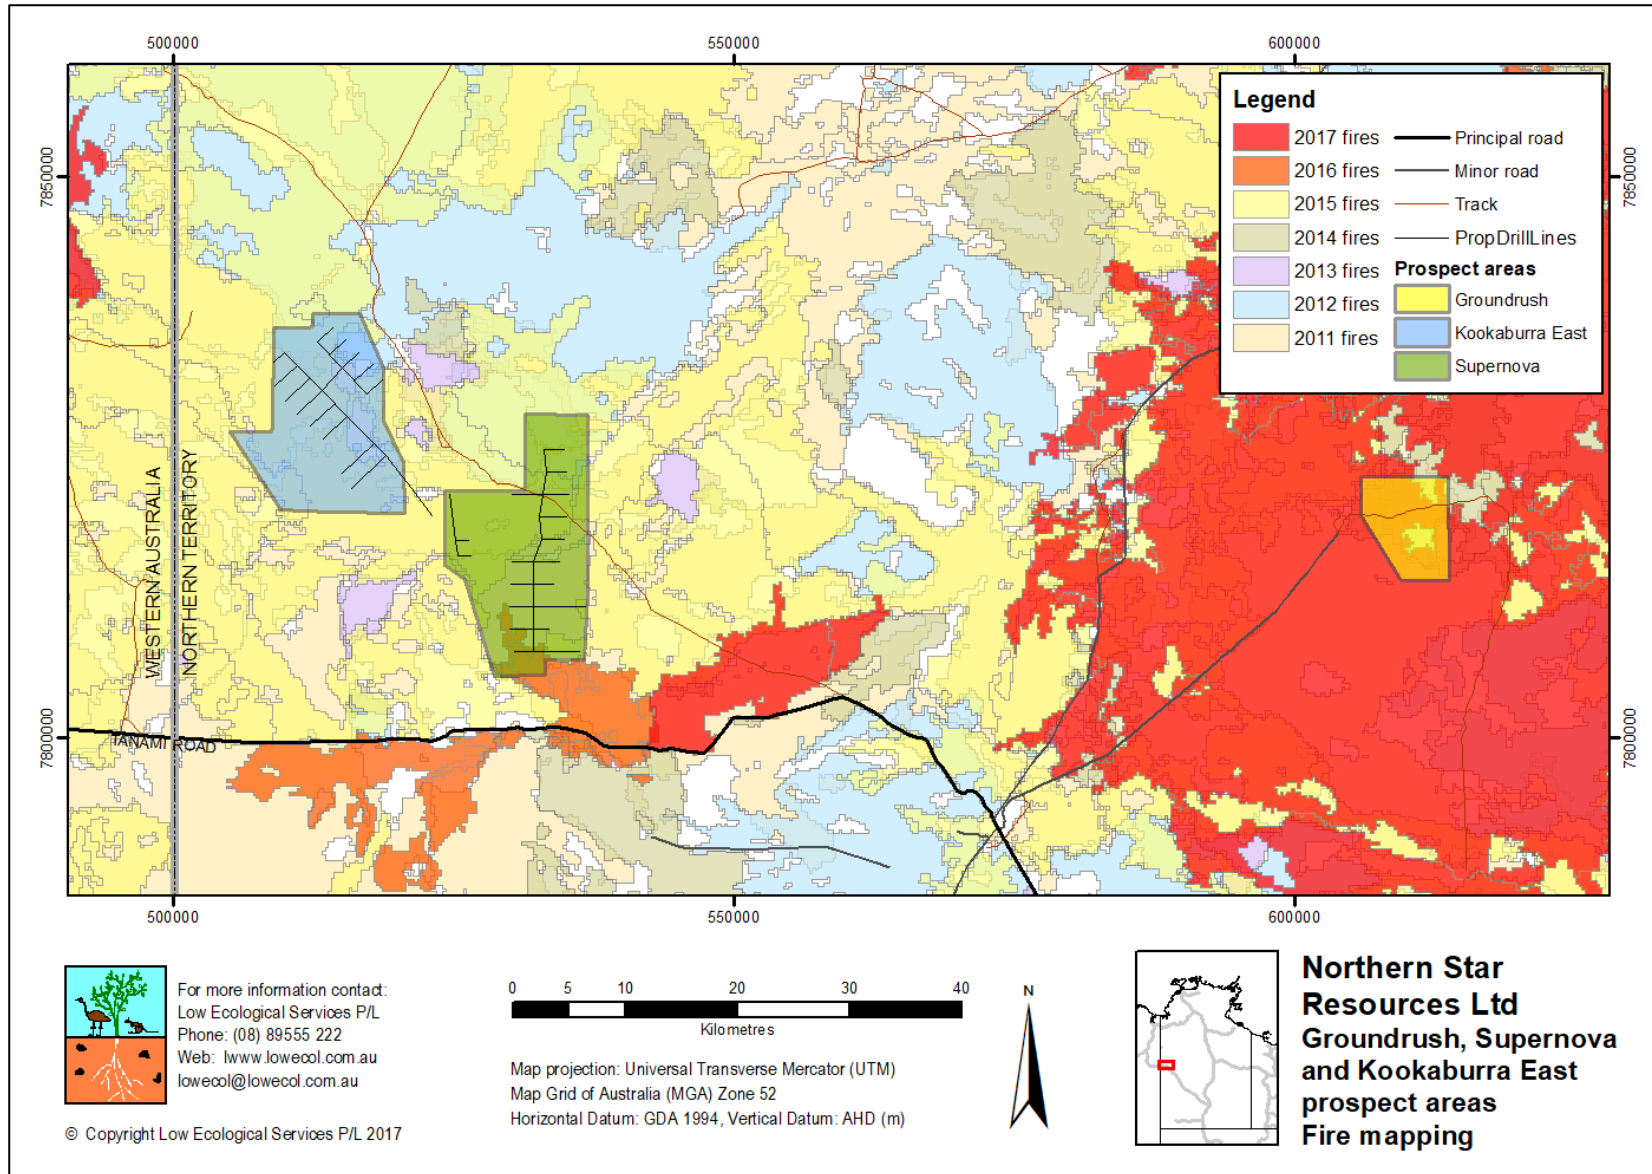 500000
550000
600000
7850000
7850000
7800000
7800000
WESTERN AUSTRALIA
NORTHERN TERRITORY
TANAMI ROAD
Legend
2017 fires
2016 fires
2015 fires
2014 fires
2013 fires
2012 fires
2011 fires
Principal road
Minor road
Track
PropDrillLines
Prospect areas
Groundrush
Kookaburra East
Supernova
500000
550000
600000
For more information contact:
Low Ecological Services P/L
Phone: (08) 89555 222
Web: lwww.lowecol.com.au
lowecol@lowecol.com.au
© Copyright Low Ecological Services P/L 2017
0 5 10 20 30 40
Kilometres
Map projection: Universal Transverse Mercator (UTM)
Map Grid of Australia (MGA) Zone 52
Horizontal Datum: GDA 1994, Vertical Datum: AHD (m)
N
Northern Star
Resources Ltd
Groundrush, Supernova
and Kookaburra East
prospect areas
Fire mapping